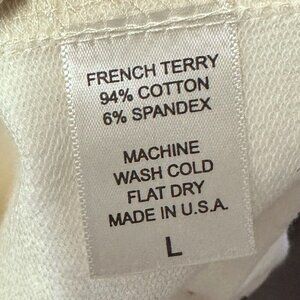 FRENCH TERRY
94% COTTON
6% SPANDEX
MACHINE
WASH COLD
FLAT DRY
MADE IN U.S.A.
L